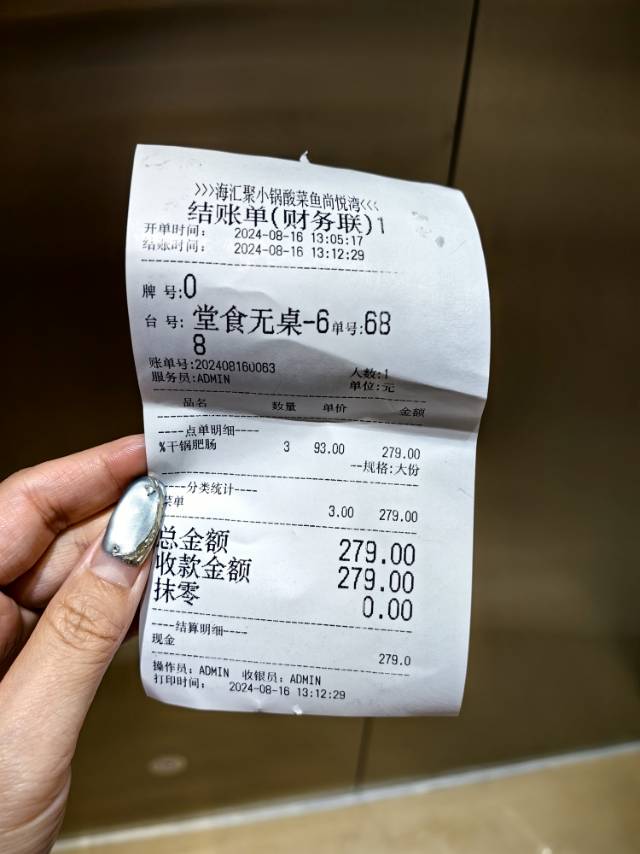 >>>海汇聚小锅酸菜鱼尚悦湾<<<
结账单(财务联)1
开单时间: 2024-08-16 13:05:17
结账时间: 2024-08-16 13:12:29
牌 号:0
台 号: 堂食无桌-6 单号:68
8
账单号:202408160063 人数:1
服务员:ADMIN 单位:元
品名 数量 单价 金额
----点单明细----
%干锅肥肠 3 93.00 279.00
--规格:大份
----分类统计----
菜单 3.00 279.00
总金额 279.00
收款金额 279.00
抹零 0.00
----结算明细----
现金 279.0
操作员: ADMIN 收银员: ADMIN
打印时间: 2024-08-16 13:12:29